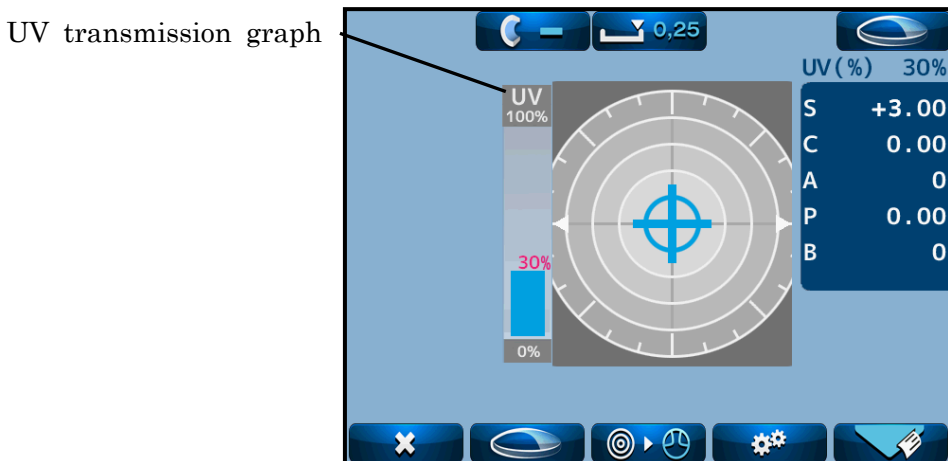 UV transmission graph
0,25
UV(%) 30%
UV
100%
S +3.00
C 0.00
A 0
P 0.00
B 0
30%
0%